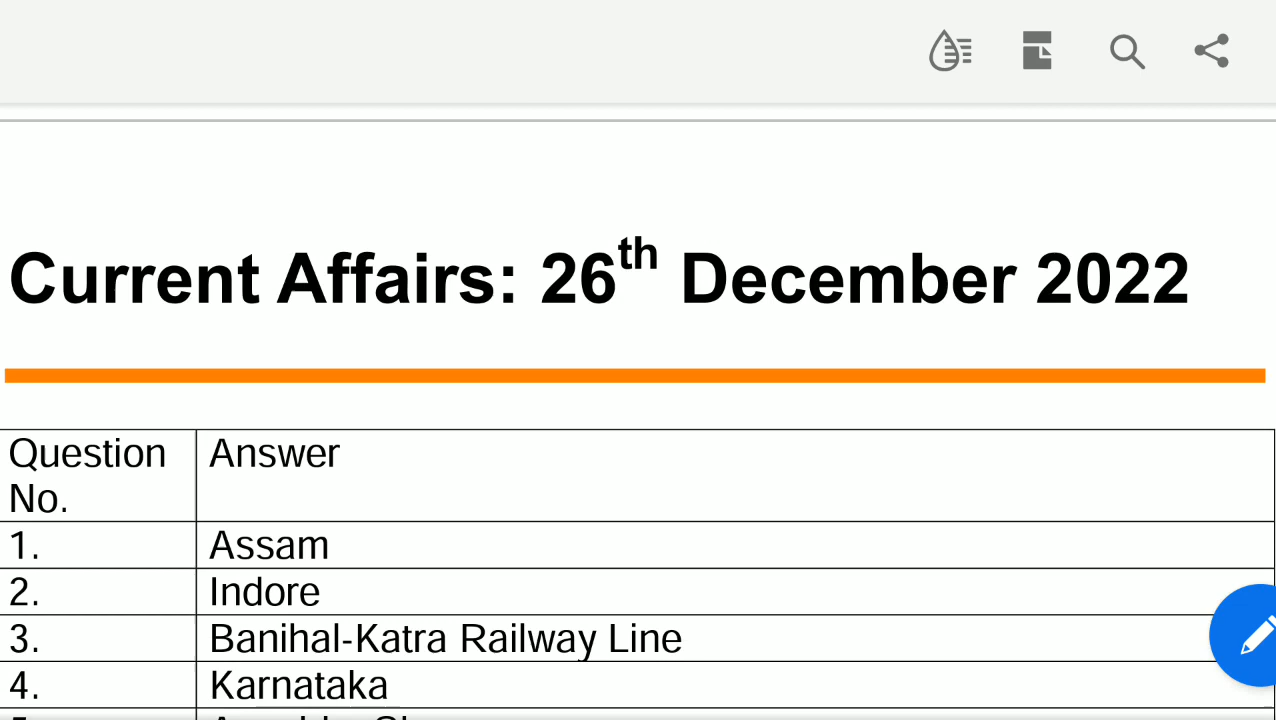 Current Affairs: 26th December 2022
Question No. Answer
1. Assam
2. Indore
3. Banihal-Katra Railway Line
4. Karnataka